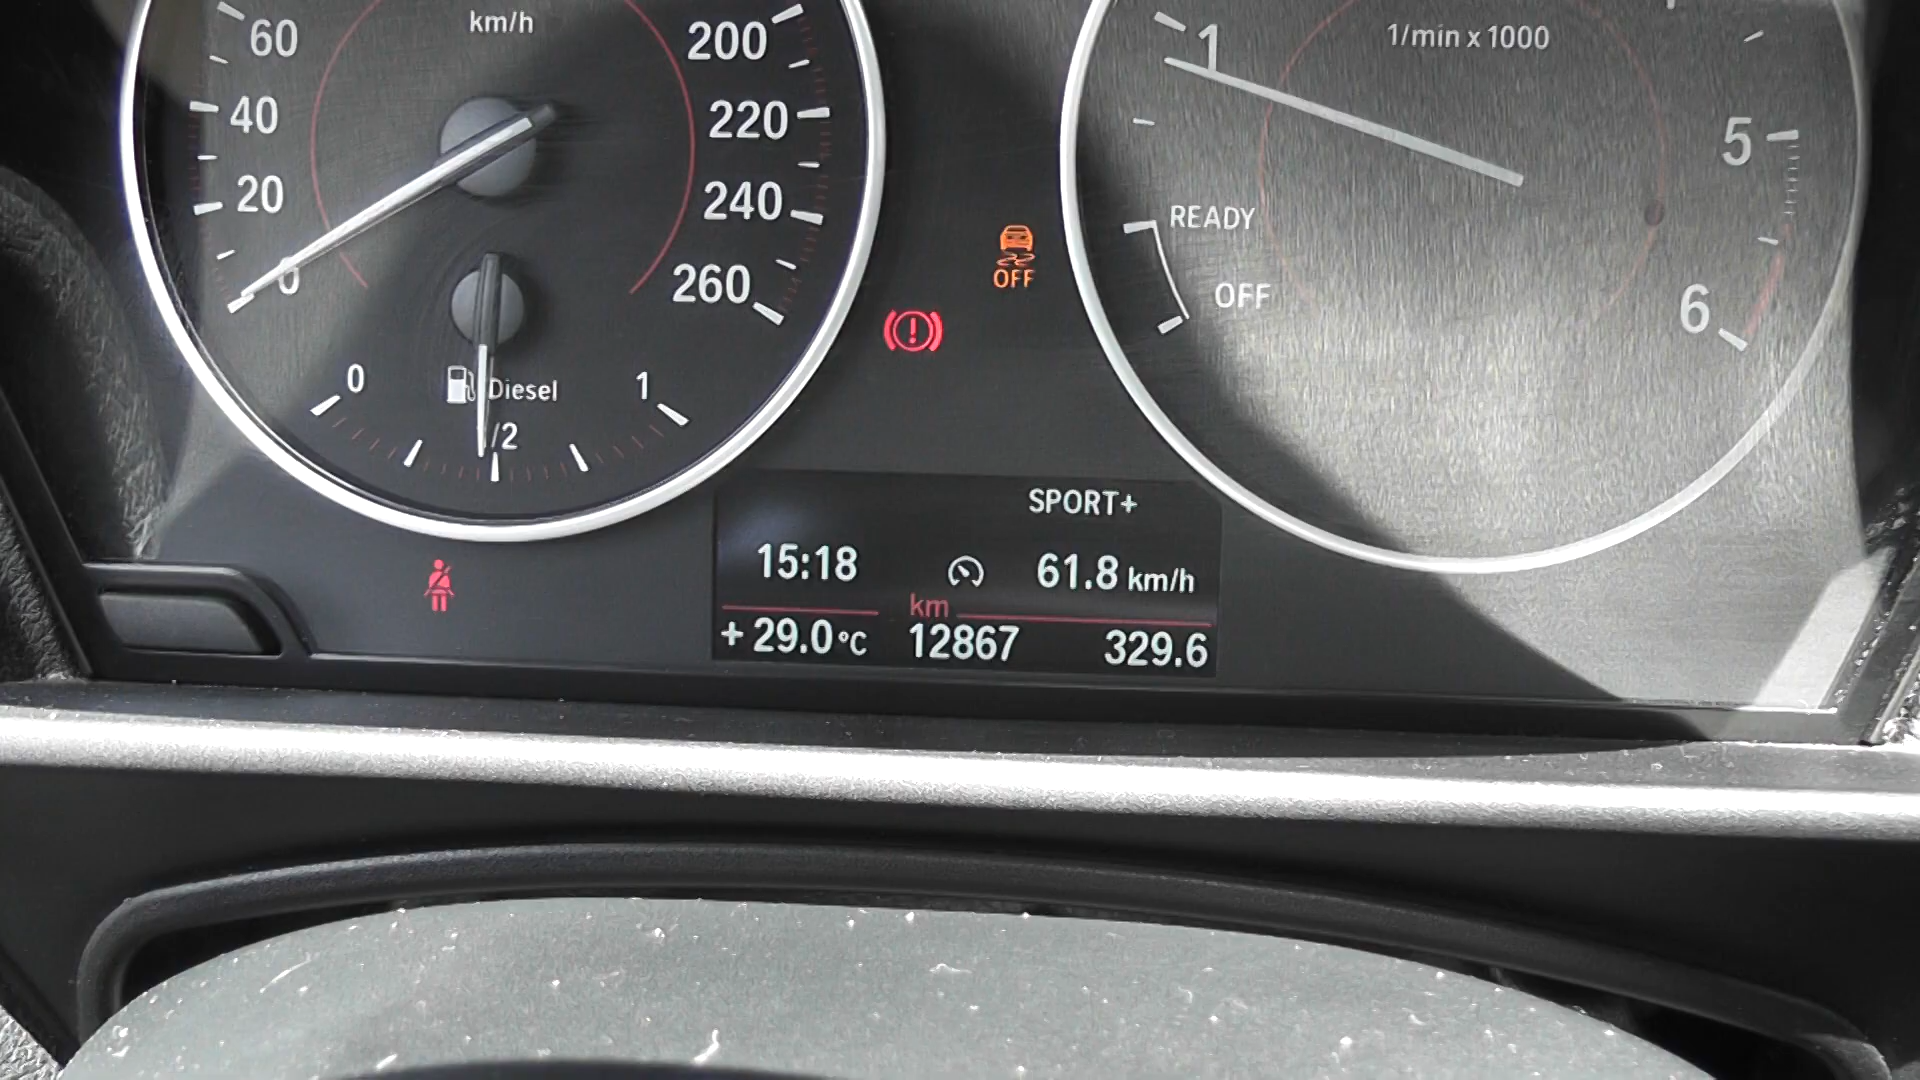 km/h
60
40
20
0
200
220
240
260
0
Diesel
1
/2
OFF
1/min x 1000
1
5
6
READY
OFF
SPORT+
15:18
61.8 km/h
km
+ 29.0 °C
12867
329.6